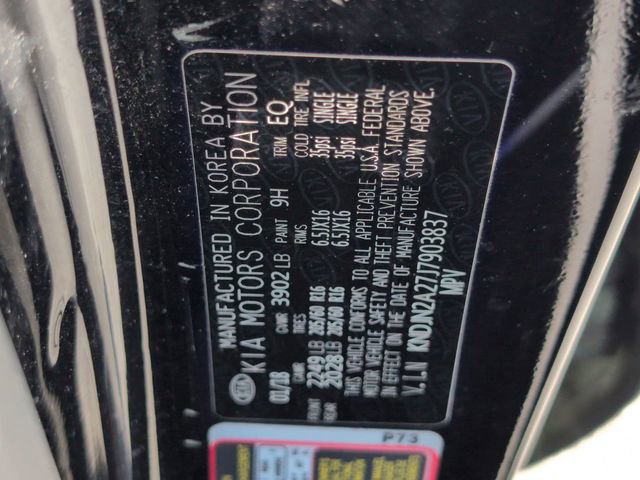 MANUFACTURED IN KOREA BY
KIA MOTORS CORPORATION
01/18 GVWR 3902LB PAINT 9H TRIM EQ
GAWR TIRES RIMS COLD TIRE INFL
FRONT 2249LB 205/60 R16 6.5JX16 35psi SINGLE
REAR 2028LB 205/60 R16 6.5JX16 35psi SINGLE
THIS VEHICLE CONFORMS TO ALL APPLICABLE U.S.A. FEDERAL
MOTOR VEHICLE SAFETY AND THEFT PREVENTION STANDARDS
IN EFFECT ON THE DATE OF MANUFACTURE SHOWN ABOVE.
V.I.N KNDJN2A27J7903837
MPV
P73